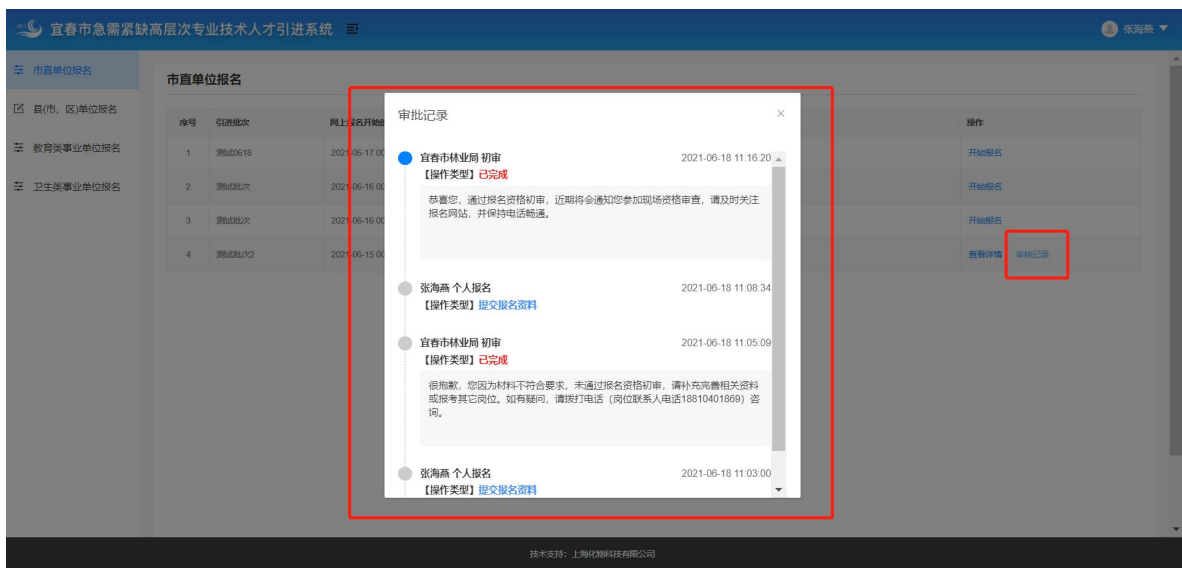 宜春市急需紧缺高层次专业技术人才引进系统
张海燕
市直单位报名
县(市、区)单位报名
教育类事业单位报名
卫生类事业单位报名
市直单位报名
序号 引进批次 网上报名开始时 操作
1 测试0618 2021-06-17 00 开始报名
2 测试批次 2021-06-16 00 开始报名
3 测试批次 2021-06-16 00 开始报名
4 测试批次2 2021-06-15 00 查看详情 审核记录
审批记录
宜春市林业局 初审 2021-06-18 11:16:20
【操作类型】已完成
恭喜您，通过报名资格初审，近期将会通知您参加现场资格审查，请及时关注
报名网站，并保持电话畅通。
张海燕 个人报名 2021-06-18 11:08:34
【操作类型】提交报名资料
宜春市林业局 初审 2021-06-18 11:05:09
【操作类型】已完成
很抱歉，您因为材料不符合要求，未通过报名资格初审，请补充完善相关资料
或报考其它岗位。如有疑问，请拨打电话（岗位联系人电话18810401869）咨
询。
张海燕 个人报名 2021-06-18 11:03:00
【操作类型】提交报名资料
技术支持：上海化物科技有限公司